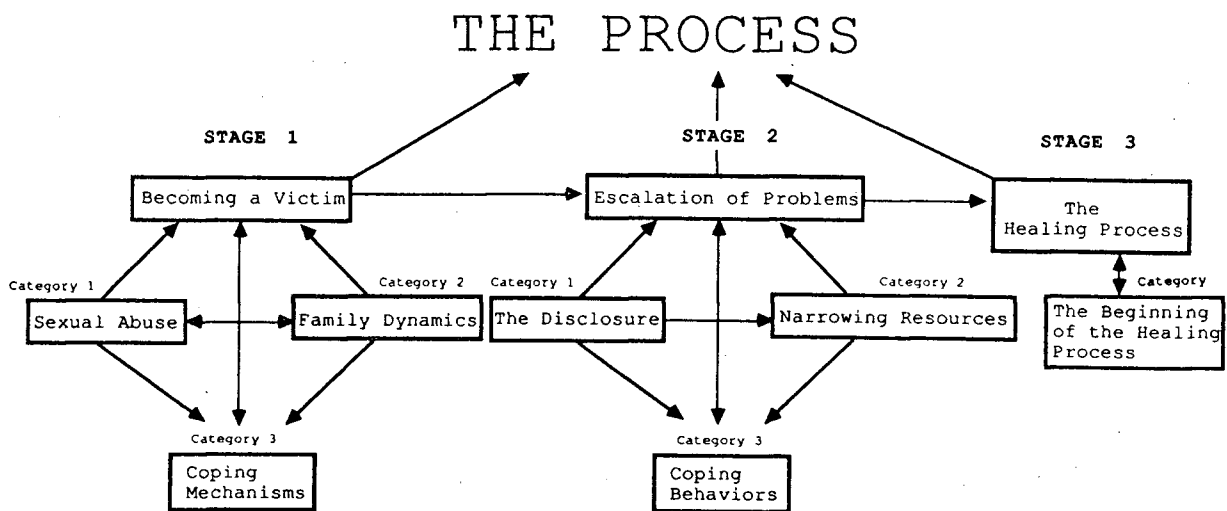 THE PROCESS
STAGE 1
STAGE 2
STAGE 3
Becoming a Victim
Escalation of Problems
The
Healing Process
Category 1
Category 2
Category 1
Category 2
Category
Sexual Abuse
Family Dynamics
The Disclosure
Narrowing Resources
The Beginning
of the Healing
Process
Category 3
Category 3
Coping
Mechanisms
Coping
Behaviors